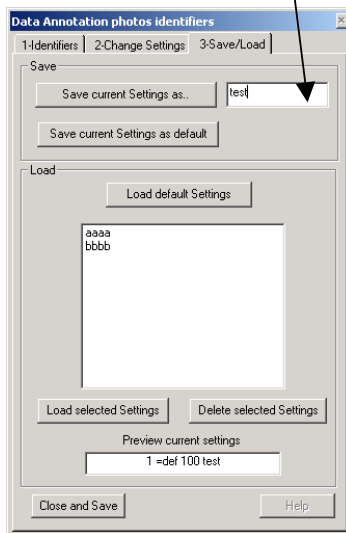 Data Annotation photos identifiers
1-Identifiers 2-Change Settings 3-Save/Load
Save
Save current Settings as.. test
Save current Settings as default
Load
Load default Settings
aaaa
bbbb
Load selected Settings Delete selected Settings
Preview current settings
1 =def 100 test
Close and Save Help